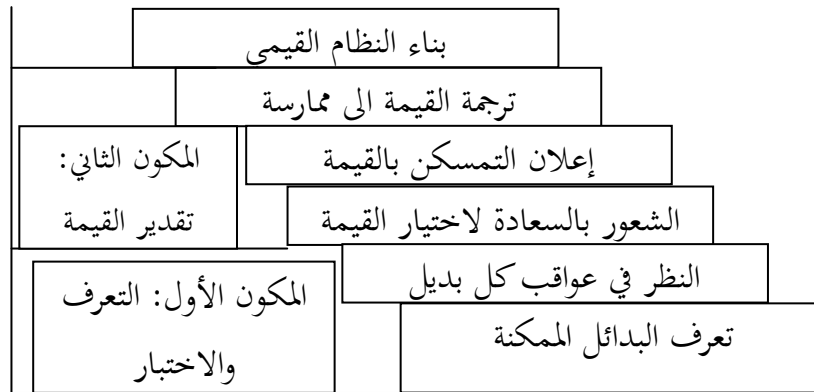 بناء النظام القيمى
ترجمة القيمة الى ممارسة
إعلان التمسكن بالقيمة
المكون الثاني:
تقدير القيمة
الشعور بالسعادة لاختيار القيمة
النظر في عواقب كل بديل
المكون الأول: التعرف
والاختبار
تعرف البدائل الممكنة